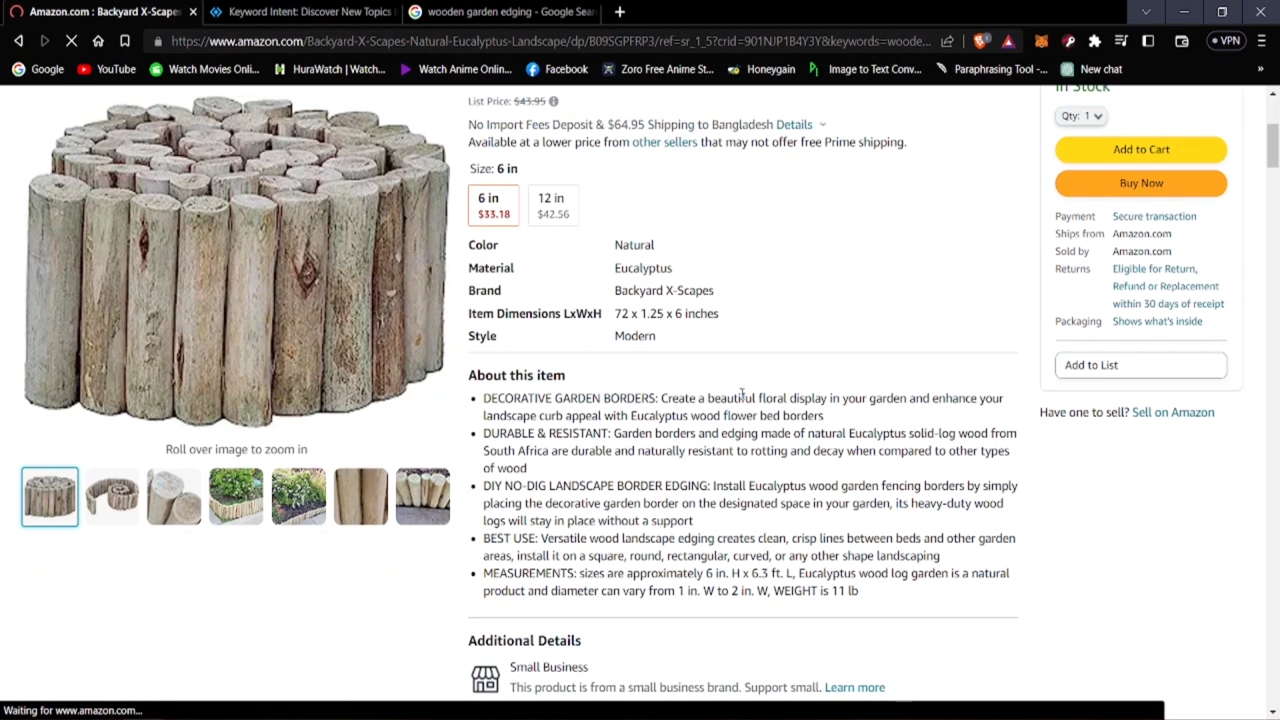 Amazon.com : Backyard X-Scapes
Keyword Intent: Discover New Topics
wooden garden edging - Google Sea
https://www.amazon.com/Backyard-X-Scapes-Natural-Eucalyptus-Landscape/dp/B09SGPFRP3/ref=sr_1_5?crid=901NJP1B4Y3Y&keywords=woode...
VPN
Google
YouTube
Watch Movies Onli...
HuraWatch | Watch...
Watch Anime Onlin...
Facebook
Zoro Free Anime St...
Honeygain
Image to Text Conv...
Paraphrasing Tool -...
New chat
»
List Price: $43.95
No Import Fees Deposit & $64.95 Shipping to Bangladesh Details
Available at a lower price from other sellers that may not offer free Prime shipping.
Size: 6 in
6 in
$33.18
12 in
$42.56
Color Natural
Material Eucalyptus
Brand Backyard X-Scapes
Item Dimensions LxWxH 72 x 1.25 x 6 inches
Style Modern
About this item
• DECORATIVE GARDEN BORDERS: Create a beautiful floral display in your garden and enhance your
landscape curb appeal with Eucalyptus wood flower bed borders
• DURABLE & RESISTANT: Garden borders and edging made of natural Eucalyptus solid-log wood from
South Africa are durable and naturally resistant to rotting and decay when compared to other types
of wood
• DIY NO-DIG LANDSCAPE BORDER EDGING: Install Eucalyptus wood garden fencing borders by simply
placing the decorative garden border on the designated space in your garden, its heavy-duty wood
logs will stay in place without a support
• BEST USE: Versatile wood landscape edging creates clean, crisp lines between beds and other garden
areas, install it on a square, round, rectangular, curved, or any other shape landscaping
• MEASUREMENTS: sizes are approximately 6 in. H x 6.3 ft. L, Eucalyptus wood log garden is a natural
product and diameter can vary from 1 in. W to 2 in. W, WEIGHT is 11 lb
Additional Details
Small Business
This product is from a small business brand. Support small. Learn more
Roll over image to zoom in
In Stock
Qty: 1
Add to Cart
Buy Now
Payment Secure transaction
Ships from Amazon.com
Sold by Amazon.com
Returns Eligible for Return,
Refund or Replacement
within 30 days of receipt
Packaging Shows what's inside
Add to List
Have one to sell? Sell on Amazon
Waiting for www.amazon.com...